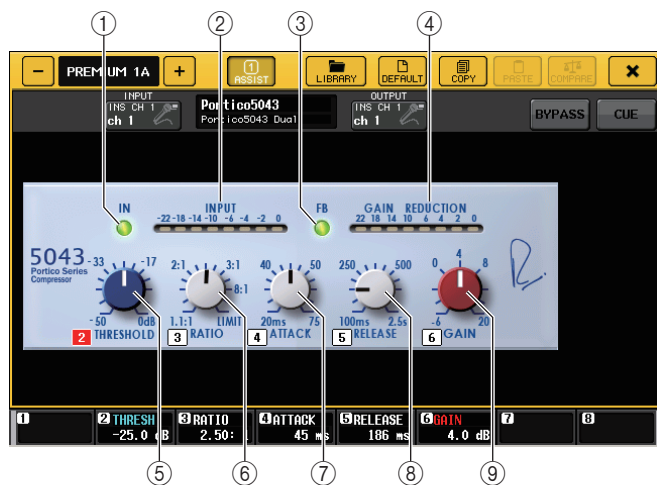 ① ② ③ ④
− PREMIUM 1A + 1 ASSIST LIBRARY DEFAULT COPY PASTE COMPARE ×
INPUT
INS CH 1
ch 1
Portico5043
Portico5043 Dual
OUTPUT
INS CH 1
ch 1
BYPASS CUE
IN INPUT FB GAIN REDUCTION
-22 -18 -14 -10 -6 -4 -2 0
22 18 14 10 6 4 2 0
5043
Portico Series
Compressor
-33 -17
-50 0dB
2 THRESHOLD
2:1 3:1
8:1
1.1:1 LIMIT
3 RATIO
40 50
20ms 75
4 ATTACK
250 500
100ms 2.5s
5 RELEASE
0 4 8
-6 20
6 GAIN
1 2 THRESH 3 RATIO 4 ATTACK 5 RELEASE 6 GAIN 7 8
-25.0 dB 2.50: 1 45 ms 186 ms 4.0 dB
⑤ ⑥ ⑦ ⑧ ⑨